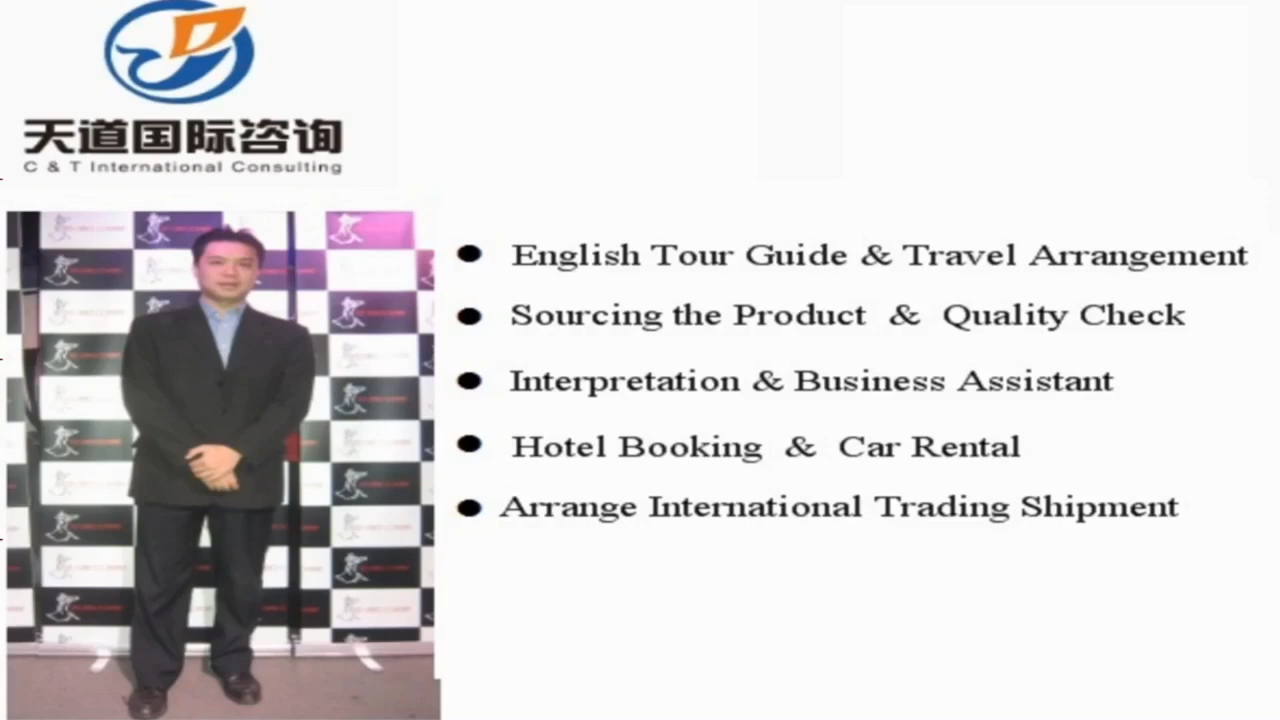 天道国际咨询
C & T International Consulting
English Tour Guide & Travel Arrangement
Sourcing the Product & Quality Check
Interpretation & Business Assistant
Hotel Booking & Car Rental
Arrange International Trading Shipment